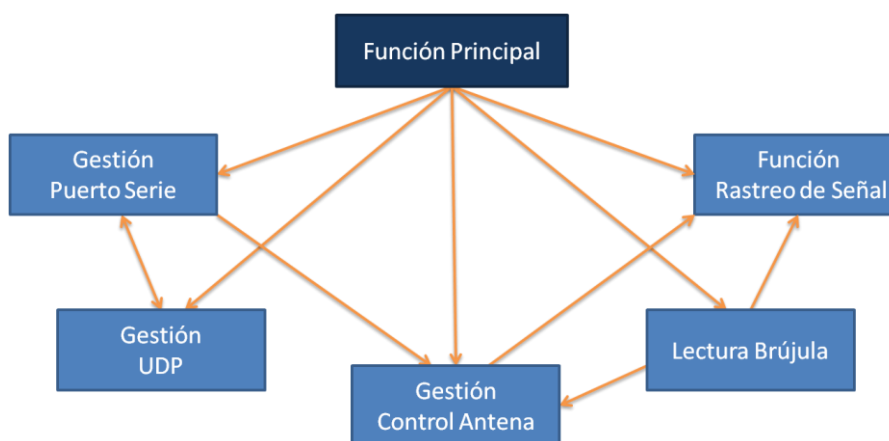 Función Principal
Gestión
Puerto Serie
Función
Rastreo de Señal
Gestión
UDP
Lectura Brújula
Gestión
Control Antena